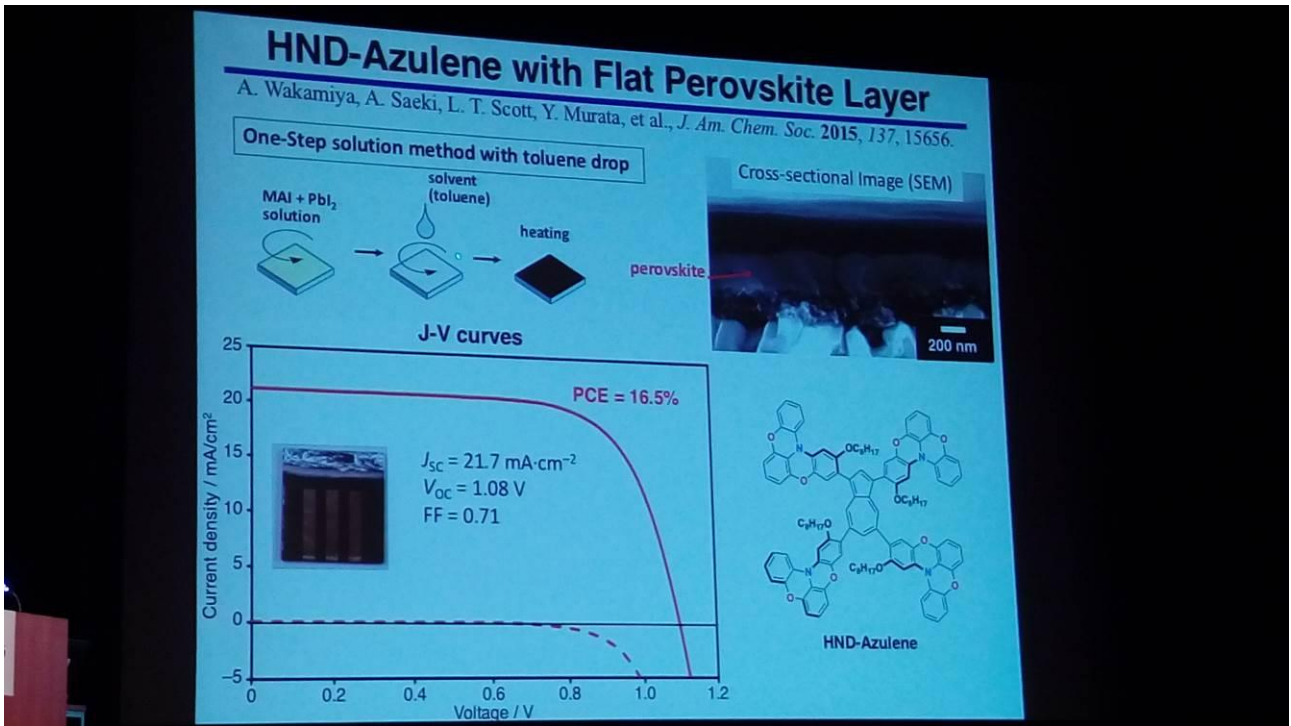 HND-Azulene with Flat Perovskite Layer
A. Wakamiya, A. Saeki, L. T. Scott, Y. Murata, et al., J. Am. Chem. Soc. 2015, 137, 15656.
One-Step solution method with toluene drop
MAI + PbI₂
solution
solvent
(toluene)
heating
Cross-sectional Image (SEM)
perovskite
200 nm
J-V curves
25
20
15
10
5
0
–5
Current density / mA/cm²
PCE = 16.5%
JSC = 21.7 mA·cm⁻²
VOC = 1.08 V
FF = 0.71
0 0.2 0.4 0.6 0.8 1.0 1.2
Voltage / V
O
N
O
OC₈H₁₇
O
O
N
OC₈H₁₇
C₈H₁₇O
N
O
O
C₈H₁₇O
O
N
O
HND-Azulene